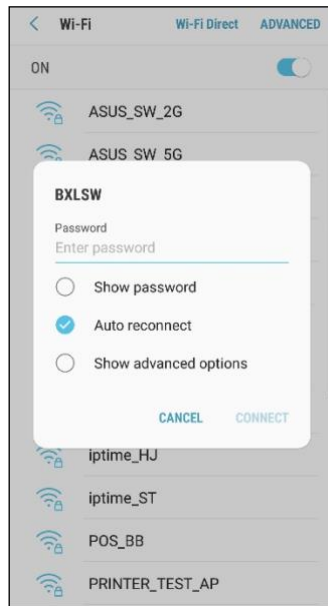 Wi-Fi Wi-Fi Direct ADVANCED
ON
ASUS_SW_2G
ASUS_SW_5G
BXLSW
Password
Enter password
Show password
Auto reconnect
Show advanced options
CANCEL CONNECT
iptime_HJ
iptime_ST
POS_BB
PRINTER_TEST_AP